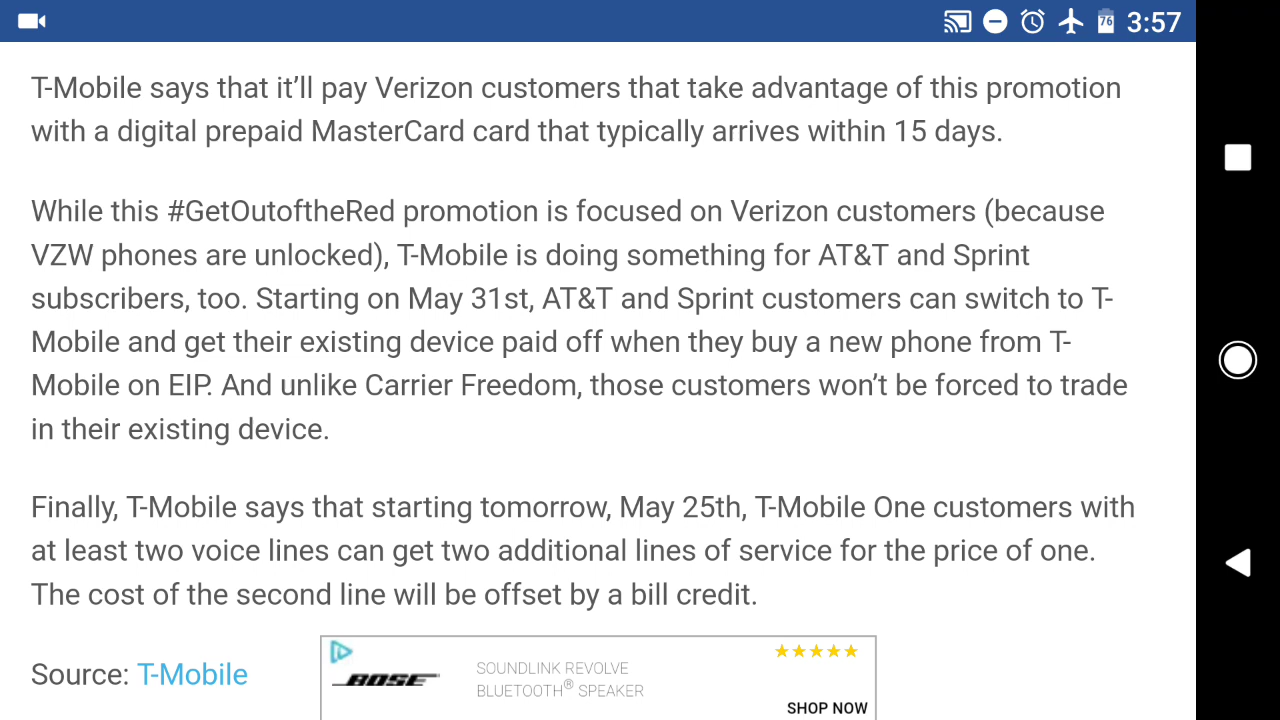 76 3:57
T-Mobile says that it’ll pay Verizon customers that take advantage of this promotion
with a digital prepaid MasterCard card that typically arrives within 15 days.
While this #GetOutoftheRed promotion is focused on Verizon customers (because
VZW phones are unlocked), T-Mobile is doing something for AT&T and Sprint
subscribers, too. Starting on May 31st, AT&T and Sprint customers can switch to T-
Mobile and get their existing device paid off when they buy a new phone from T-
Mobile on EIP. And unlike Carrier Freedom, those customers won’t be forced to trade
in their existing device.
Finally, T-Mobile says that starting tomorrow, May 25th, T-Mobile One customers with
at least two voice lines can get two additional lines of service for the price of one.
The cost of the second line will be offset by a bill credit.
Source: T-Mobile
BOSE
SOUNDLINK REVOLVE
BLUETOOTH® SPEAKER
SHOP NOW